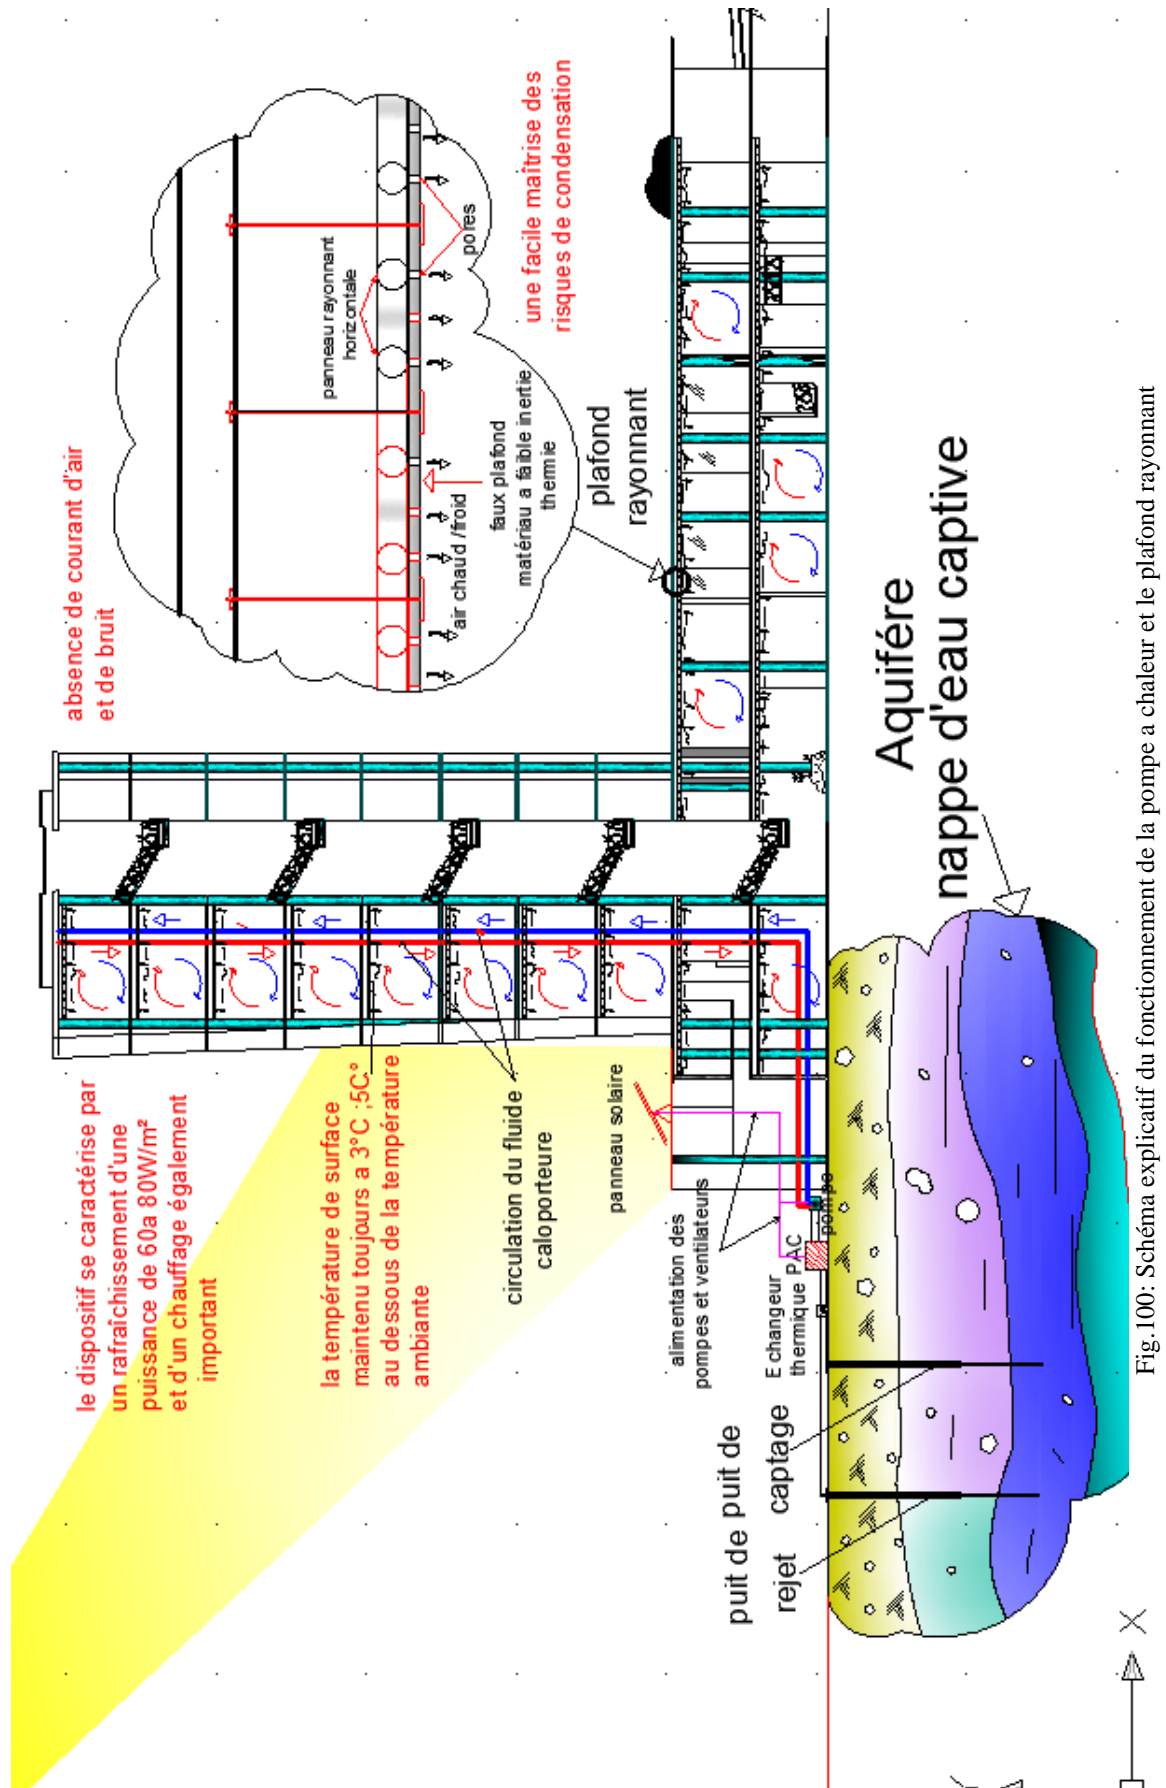 le dispositif se caractérise par
un rafraîchissement d'une
puissance de 60a 80W/m²
et d'un chauffage également
important
absence de courant d'air
et de bruit
la température de surface
maintenu toujours a 3°C ;5C°
au dessous de la température
ambiante
panneau rayonnant
horizontale
pores
air chaud /froid
faux plafond
matériau a faible inertie
thermie
une facile maîtrise des
risques de condensation
circulation du fluide
caloporteure
plafond
rayonnant
panneau solaire
alimentation des
pompes et ventilateurs
Echangeur
thermique PAC
pompe
puit de
rejet
puit de
captage
Aquifére
nappe d'eau captive
X
Fig.100: Schéma explicatif du fonctionnement de la pompe a chaleur et le plafond rayonnant